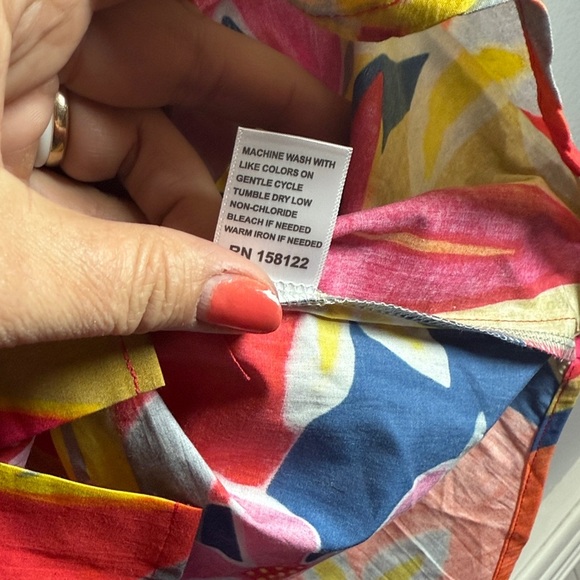 MACHINE WASH WITH
LIKE COLORS ON
GENTLE CYCLE
TUMBLE DRY LOW
NON-CHLORIDE
BLEACH IF NEEDED
WARM IRON IF NEEDED
RN 158122